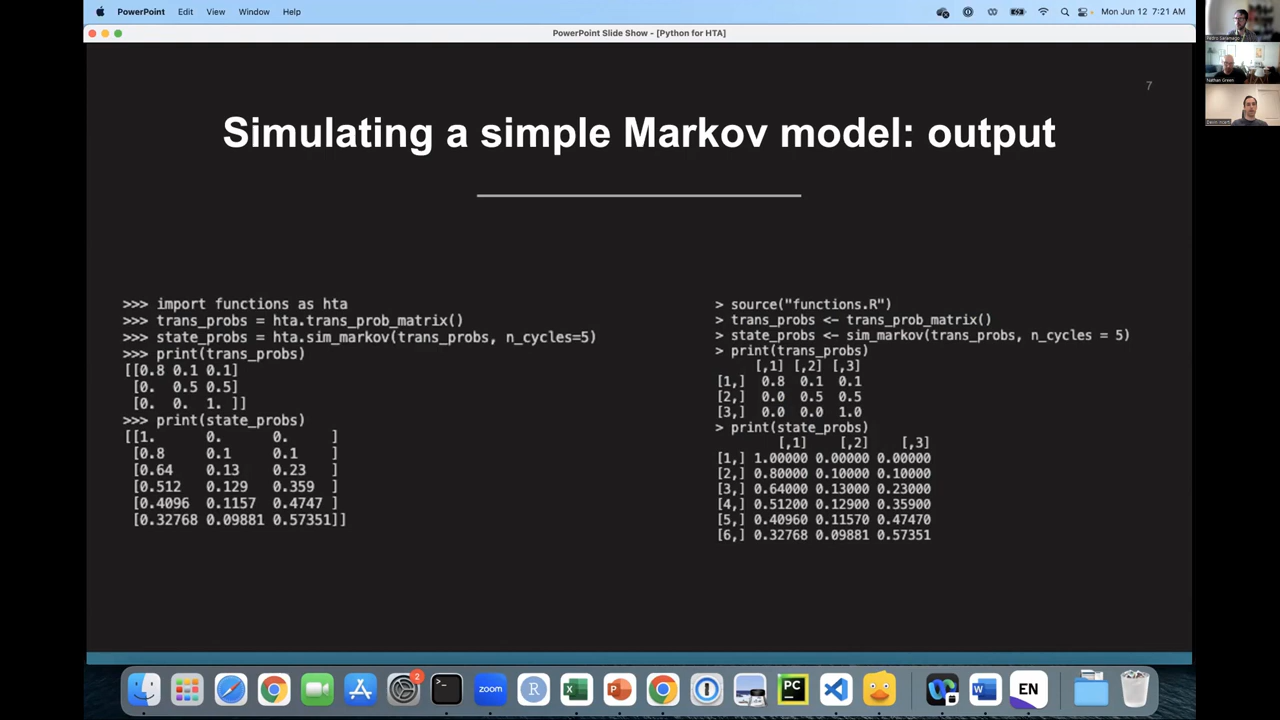 PowerPoint Edit View Window Help Mon Jun 12 7:21 AM
PowerPoint Slide Show - [Python for HTA]
7
Simulating a simple Markov model: output
>>> import functions as hta
>>> trans_probs = hta.trans_prob_matrix()
>>> state_probs = hta.sim_markov(trans_probs, n_cycles=5)
>>> print(trans_probs)
[[0.8 0.1 0.1]
 [0.  0.5 0.5]
 [0.  0.  1. ]]
>>> print(state_probs)
[[1.      0.      0.     ]
 [0.8     0.1     0.1    ]
 [0.64    0.13    0.23   ]
 [0.512   0.129   0.359  ]
 [0.4096  0.1157  0.4747 ]
 [0.32768 0.09881 0.57351]]
> source("functions.R")
> trans_probs <- trans_prob_matrix()
> state_probs <- sim_markov(trans_probs, n_cycles = 5)
> print(trans_probs)
     [,1] [,2] [,3]
[1,]  0.8  0.1  0.1
[2,]  0.0  0.5  0.5
[3,]  0.0  0.0  1.0
> print(state_probs)
        [,1]    [,2]    [,3]
[1,] 1.00000 0.00000 0.00000
[2,] 0.80000 0.10000 0.10000
[3,] 0.64000 0.13000 0.23000
[4,] 0.51200 0.12900 0.35900
[5,] 0.40960 0.11570 0.47470
[6,] 0.32768 0.09881 0.57351
Nathan Green
2
zoom
R
PC
EN